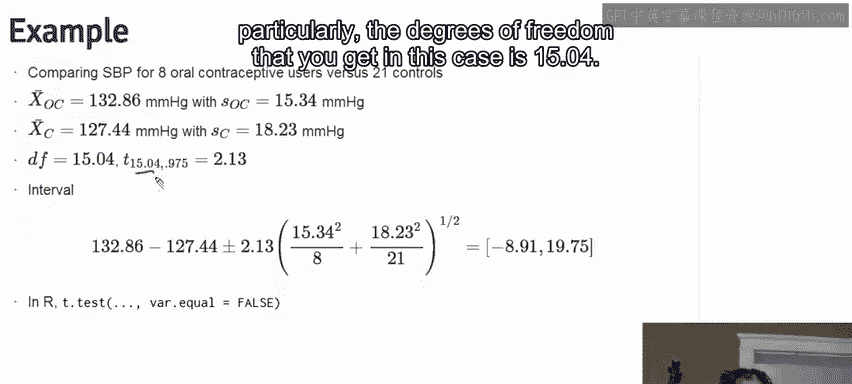 Example
particularly, the degrees of freedom
that you get in this case is 15.04.
· Comparing SBP for 8 oral contraceptive users versus 21 controls
· X̄_OC = 132.86 mmHg with s_OC = 15.34 mmHg
· X̄_C = 127.44 mmHg with s_C = 18.23 mmHg
· df = 15.04, t_15.04,.975 = 2.13
· Interval
132.86 − 127.44 ± 2.13 (15.34²/8 + 18.23²/21)^1/2 = [−8.91, 19.75]
· In R, t.test(..., var.equal = FALSE)